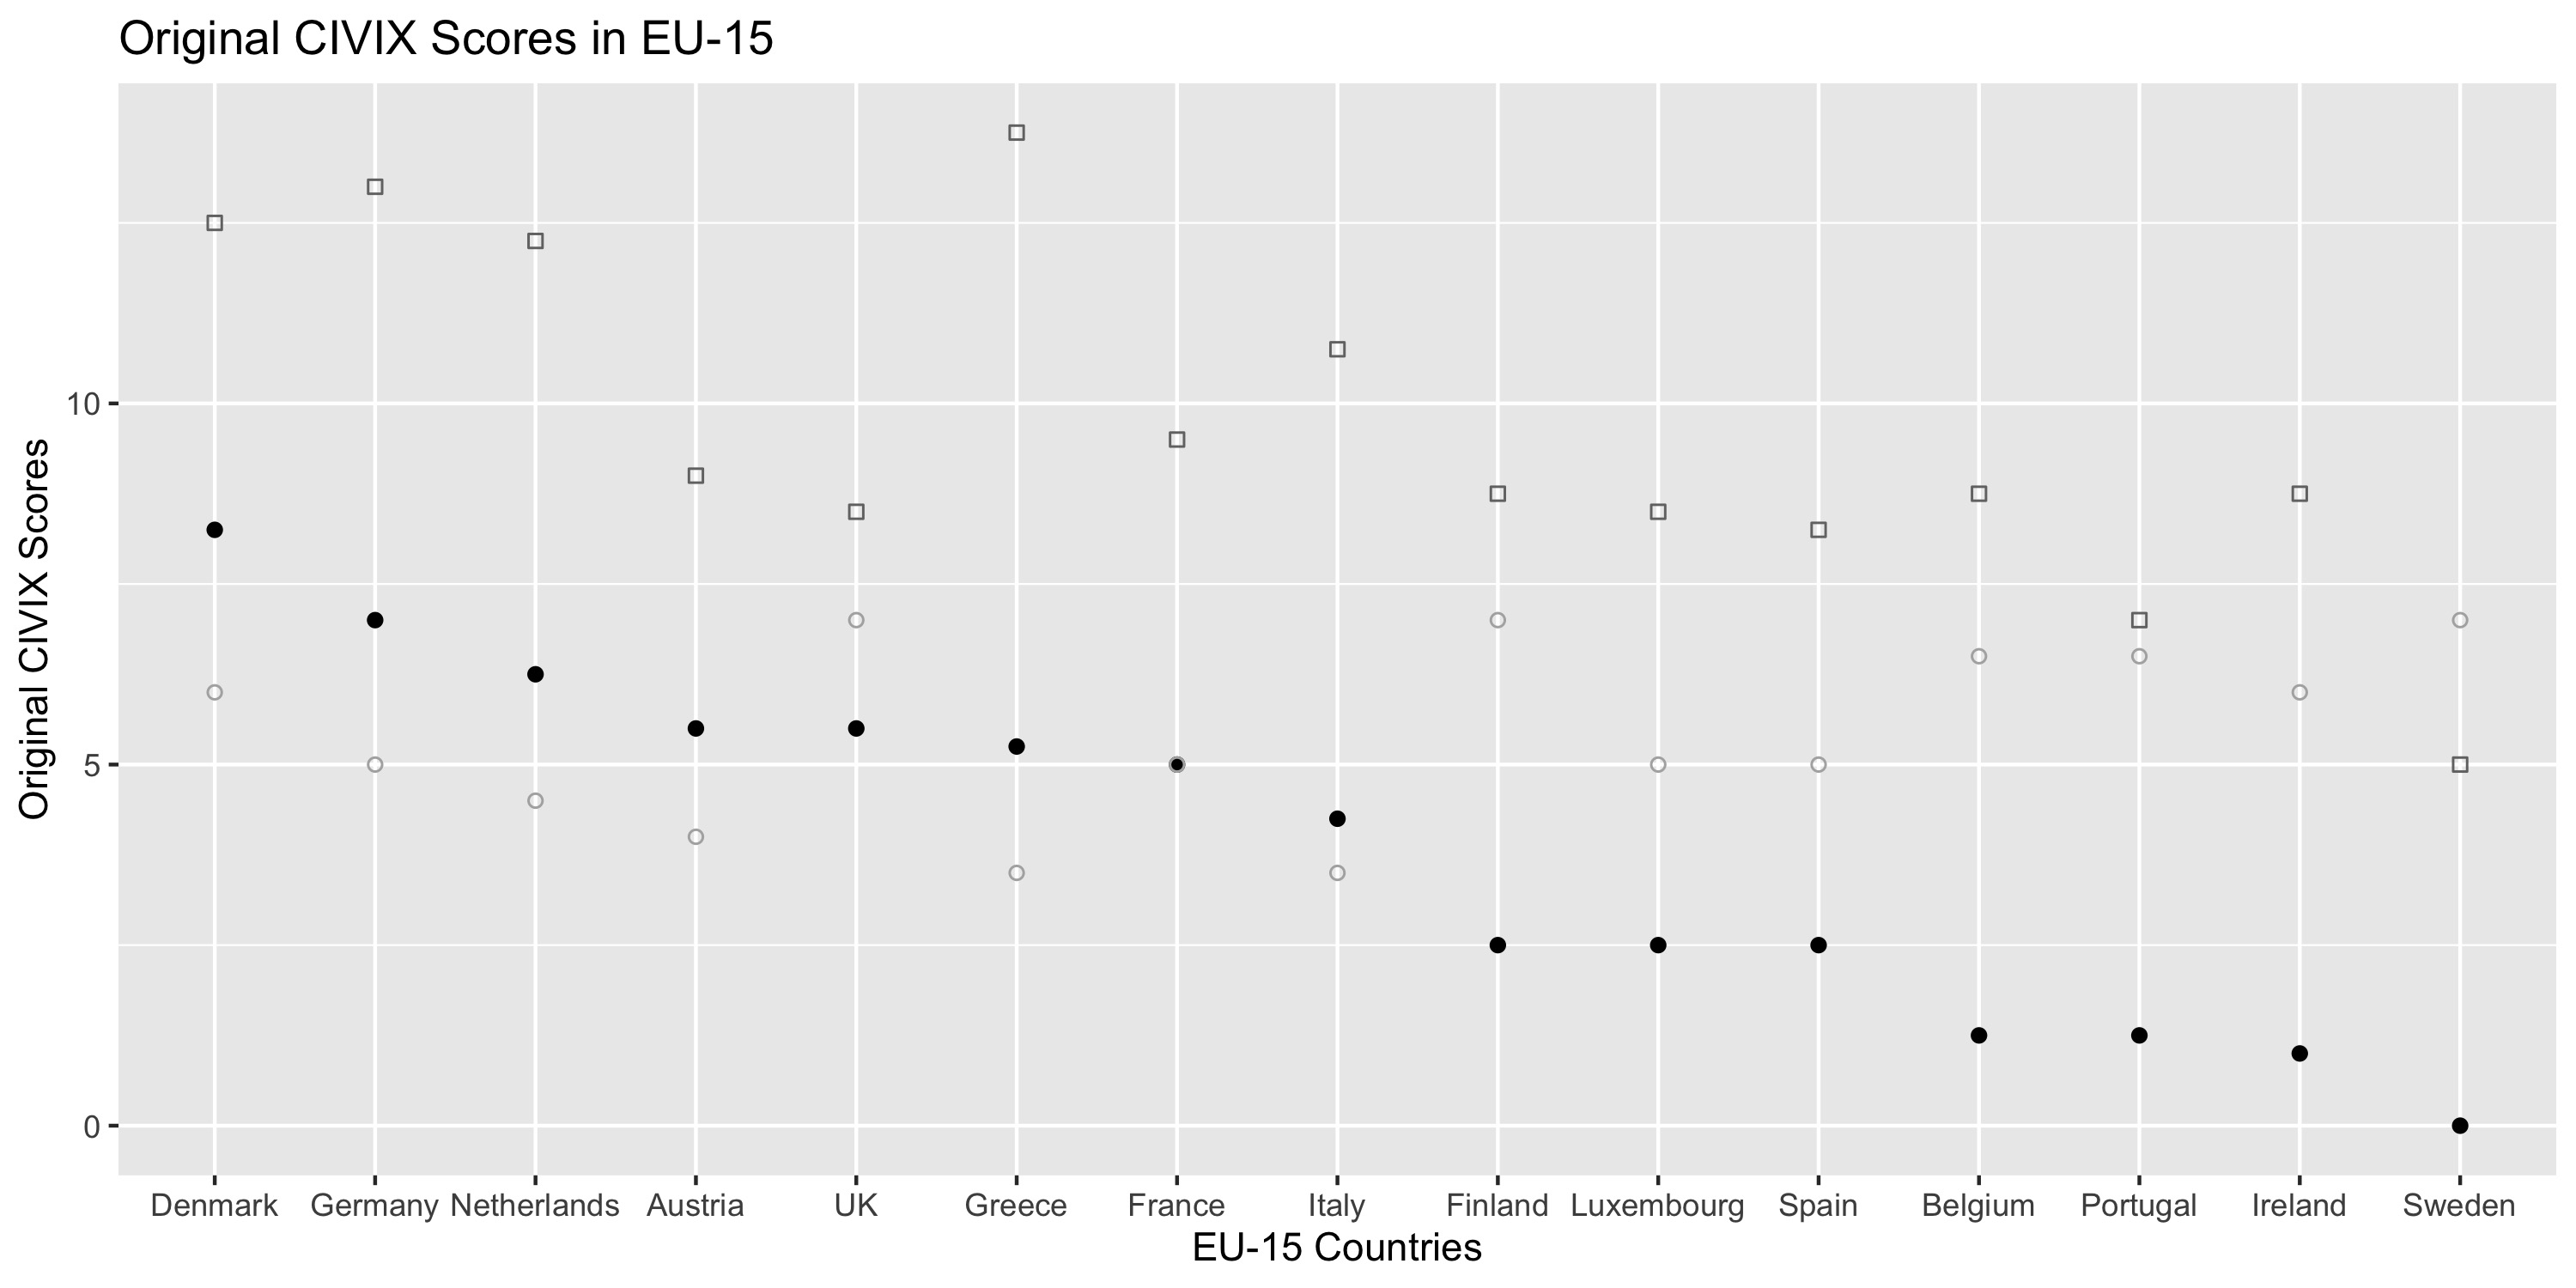 Original CIVIX Scores in EU-15
Original CIVIX Scores
10
5
0
Denmark Germany Netherlands Austria UK Greece France Italy Finland Luxembourg Spain Belgium Portugal Ireland Sweden
EU-15 Countries